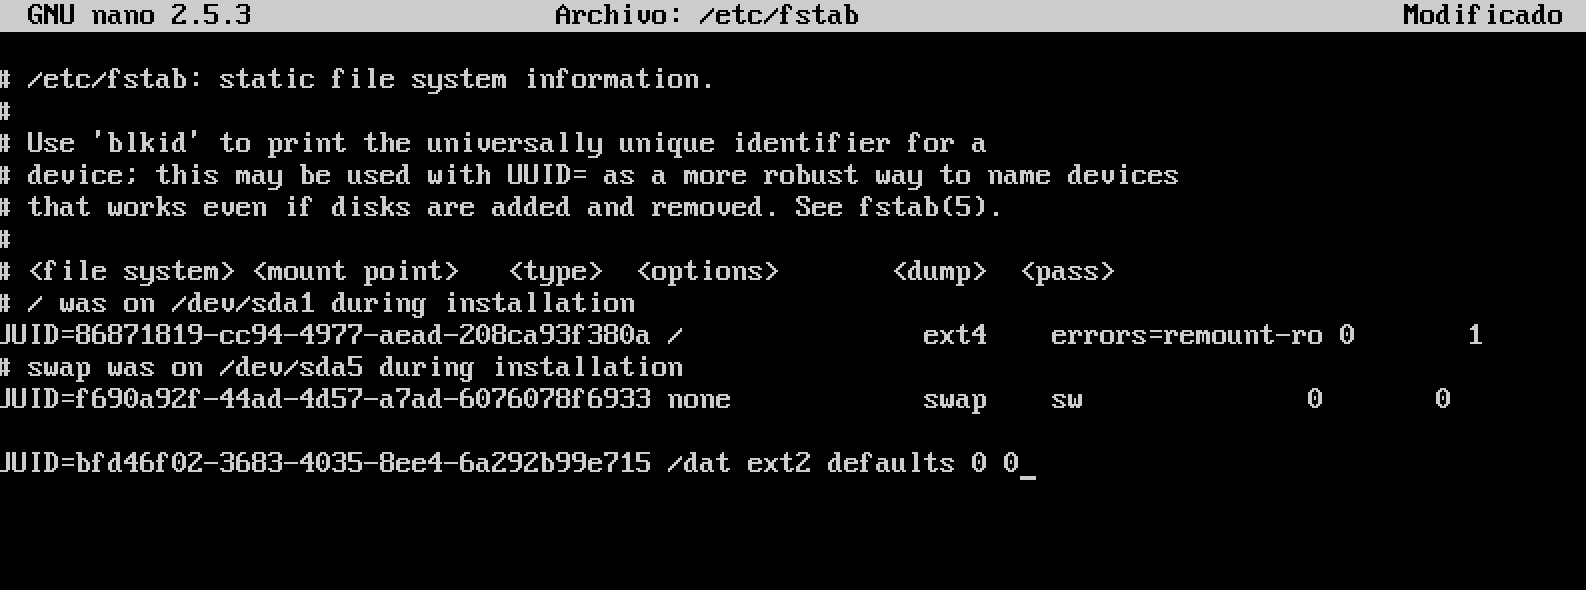 GNU nano 2.5.3 Archivo: /etc/fstab Modificado
# /etc/fstab: static file system information.
#
# Use 'blkid' to print the universally unique identifier for a
# device; this may be used with UUID= as a more robust way to name devices
# that works even if disks are added and removed. See fstab(5).
#
# <file system> <mount point> <type> <options> <dump> <pass>
# / was on /dev/sda1 during installation
UUID=86871819-cc94-4977-aead-208ca93f380a / ext4 errors=remount-ro 0 1
# swap was on /dev/sda5 during installation
UUID=f690a92f-44ad-4d57-a7ad-6076078f6933 none swap sw 0 0
UUID=bfd46f02-3683-4035-8ee4-6a292b99e715 /dat ext2 defaults 0 0_